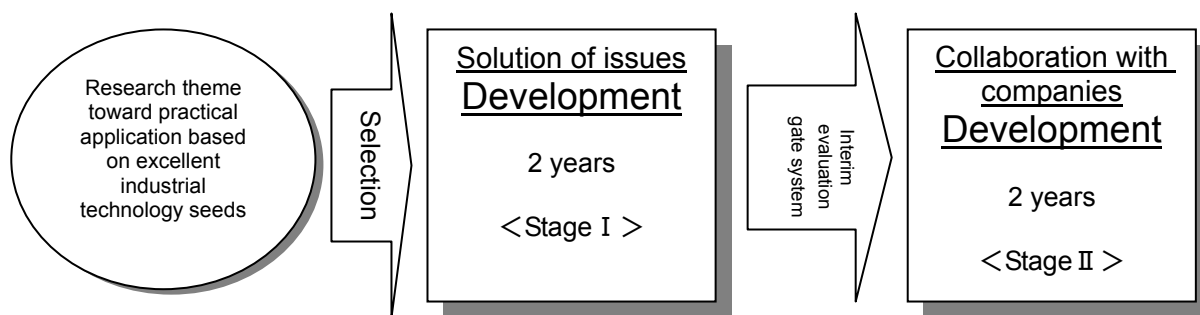 Research theme
toward practical
application based
on excellent
industrial
technology seeds
Selection
Solution of issues
Development
2 years
＜Stage Ⅰ＞
Interim
evaluation
gate system
Collaboration with
companies
Development
2 years
＜Stage Ⅱ＞